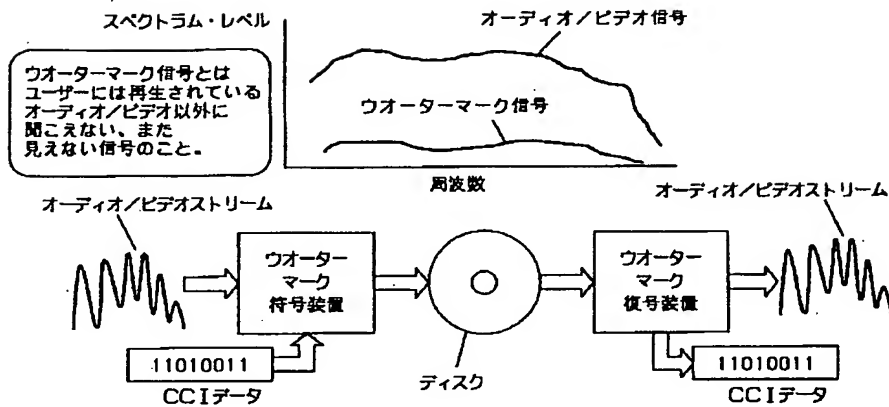 スペクトラム・レベル
オーディオ/ビデオ信号
ウオーターマーク信号とは
ユーザーには再生されている
オーディオ/ビデオ以外に
聞こえない、また
見えない信号のこと。
ウオーターマーク信号
周波数
オーディオ/ビデオストリーム
オーディオ/ビデオストリーム
ウオーター
マーク
符号装置
ウオーター
マーク
復号装置
11010011
CCIデータ
ディスク
11010011
CCIデータ